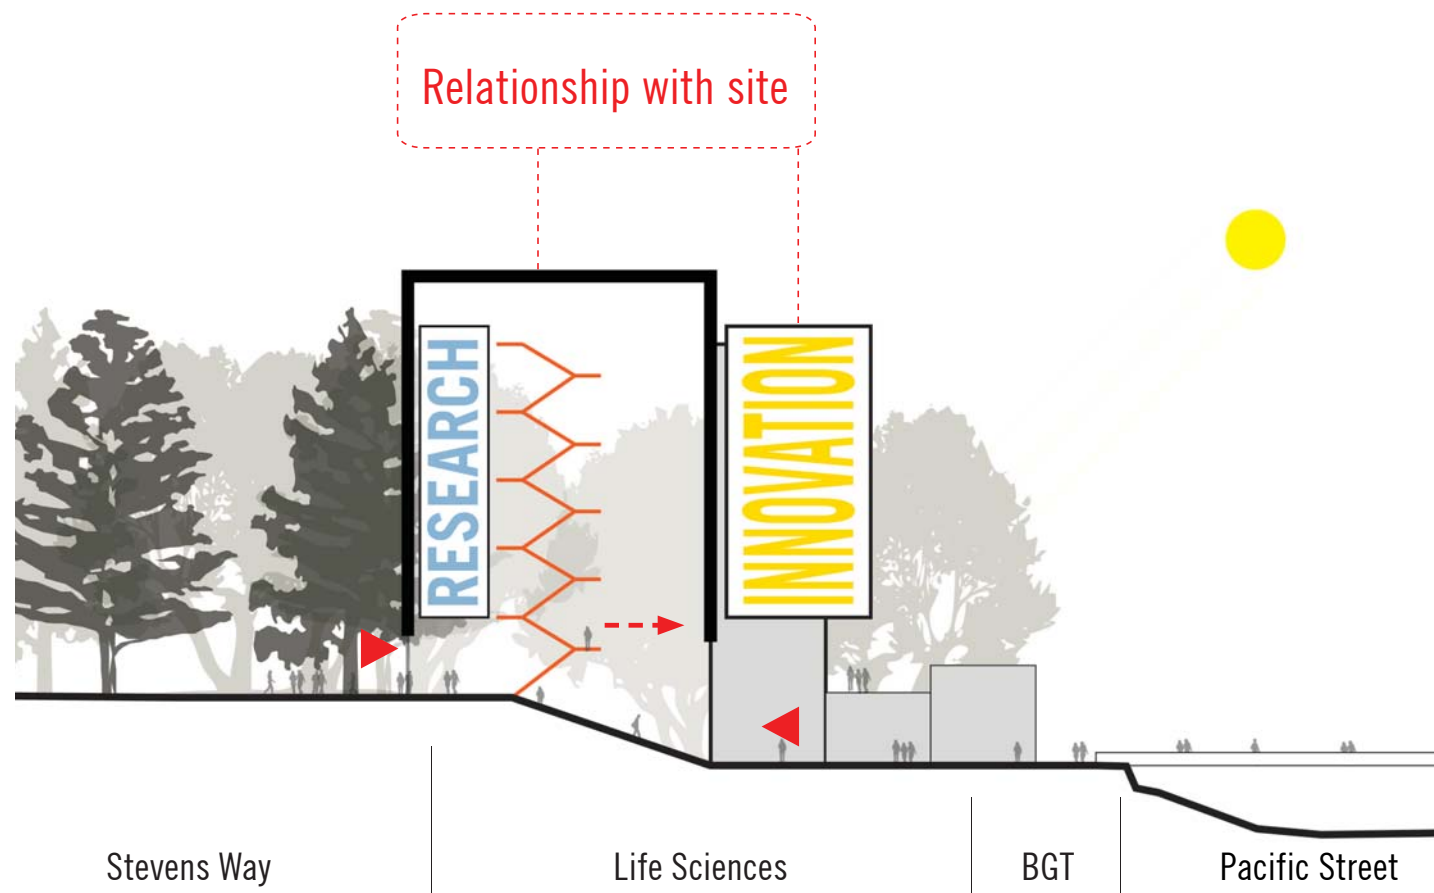 Relationship with site
RESEARCH
INNOVATION
Stevens Way
Life Sciences
BGT
Pacific Street